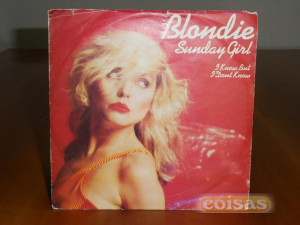 Blondie
Sunday Girl
I Know But
I Don't Know
coisas